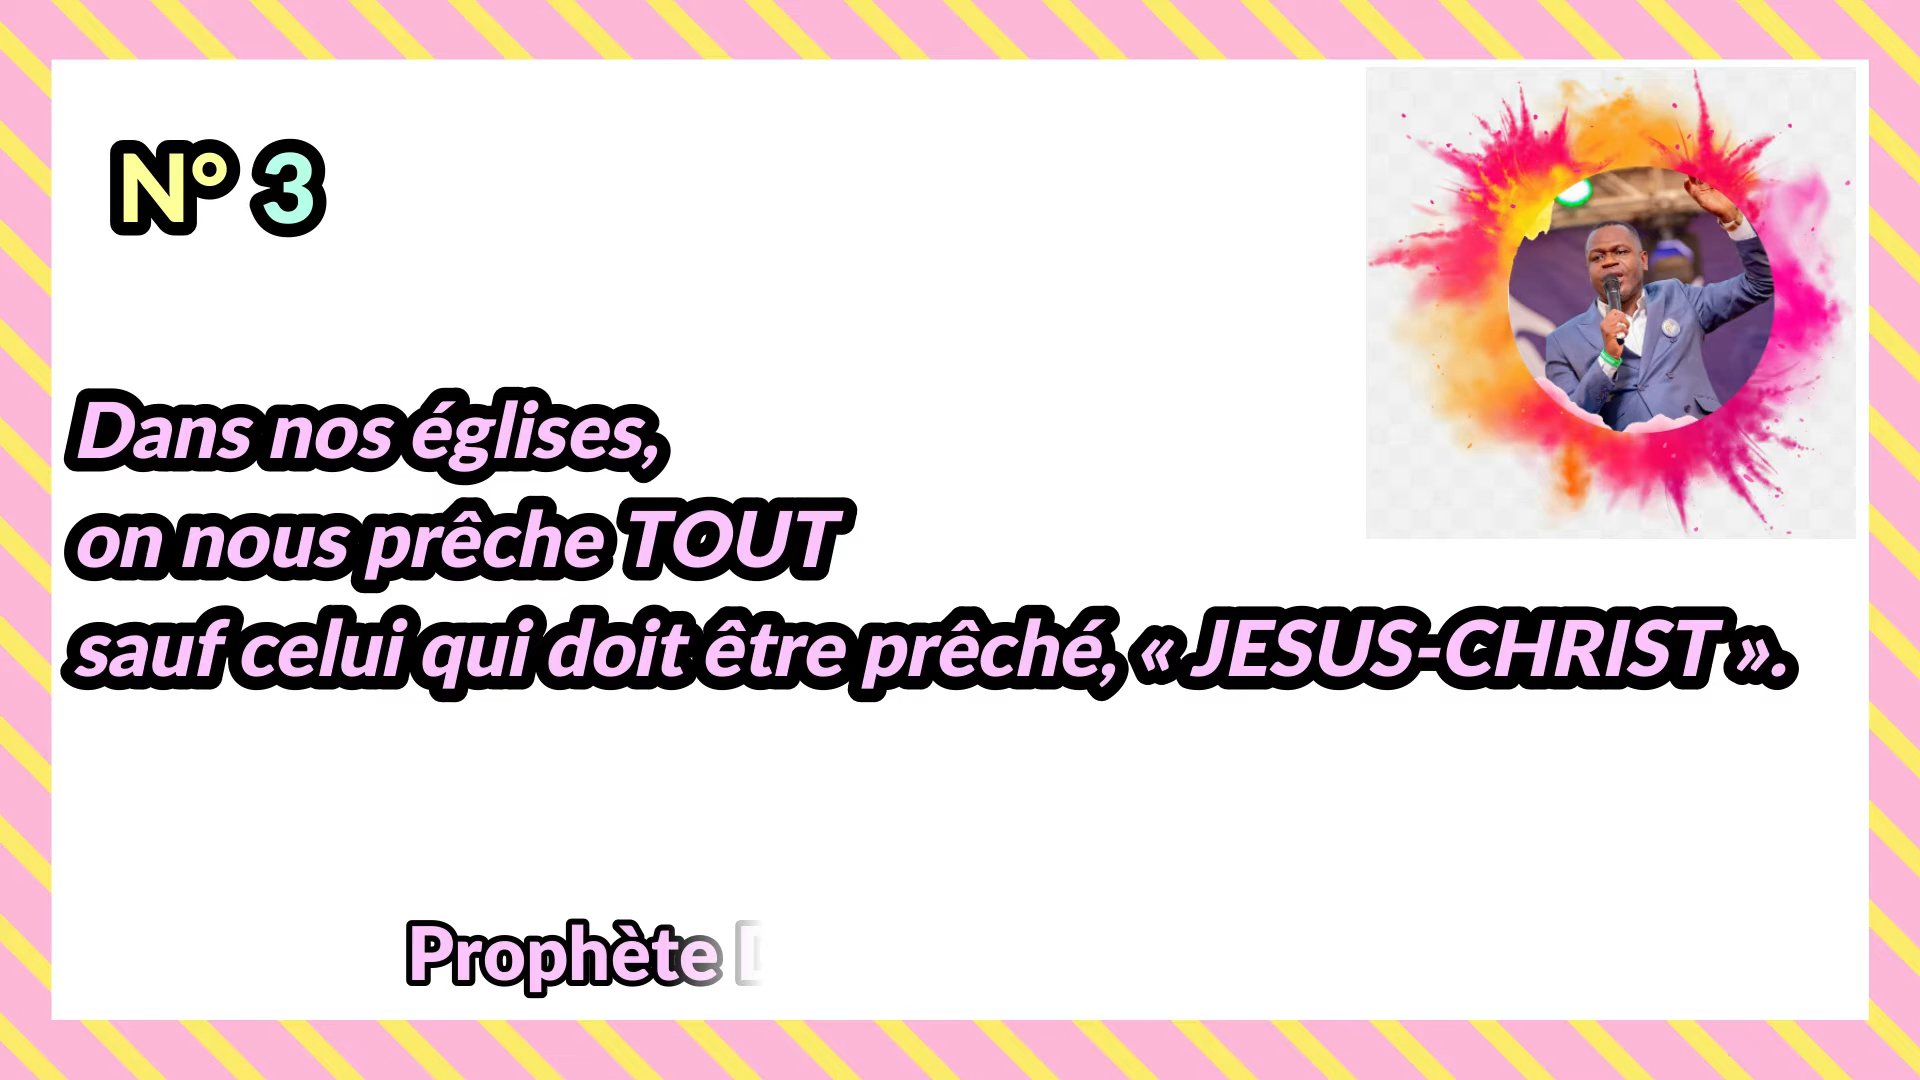 N° 3
Dans nos églises,
on nous prêche TOUT
sauf celui qui doit être prêché, « JESUS-CHRIST ».
Prophète